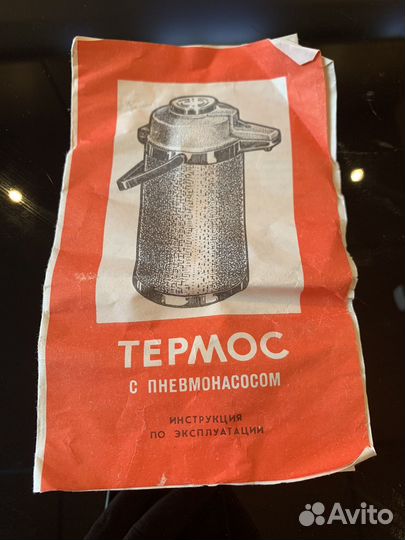 ТЕРМОС
С ПНЕВМОНАСОСОМ
ИНСТРУКЦИЯ
ПО ЭКСПЛУАТАЦИИ
Avito